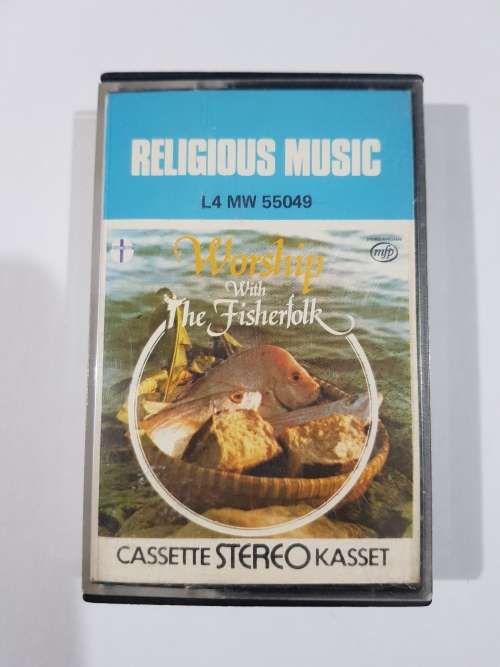 RELIGIOUS MUSIC
L4 MW 55049
mfp
Worship
With
The Fisherfolk
CASSETTE STEREO KASSET